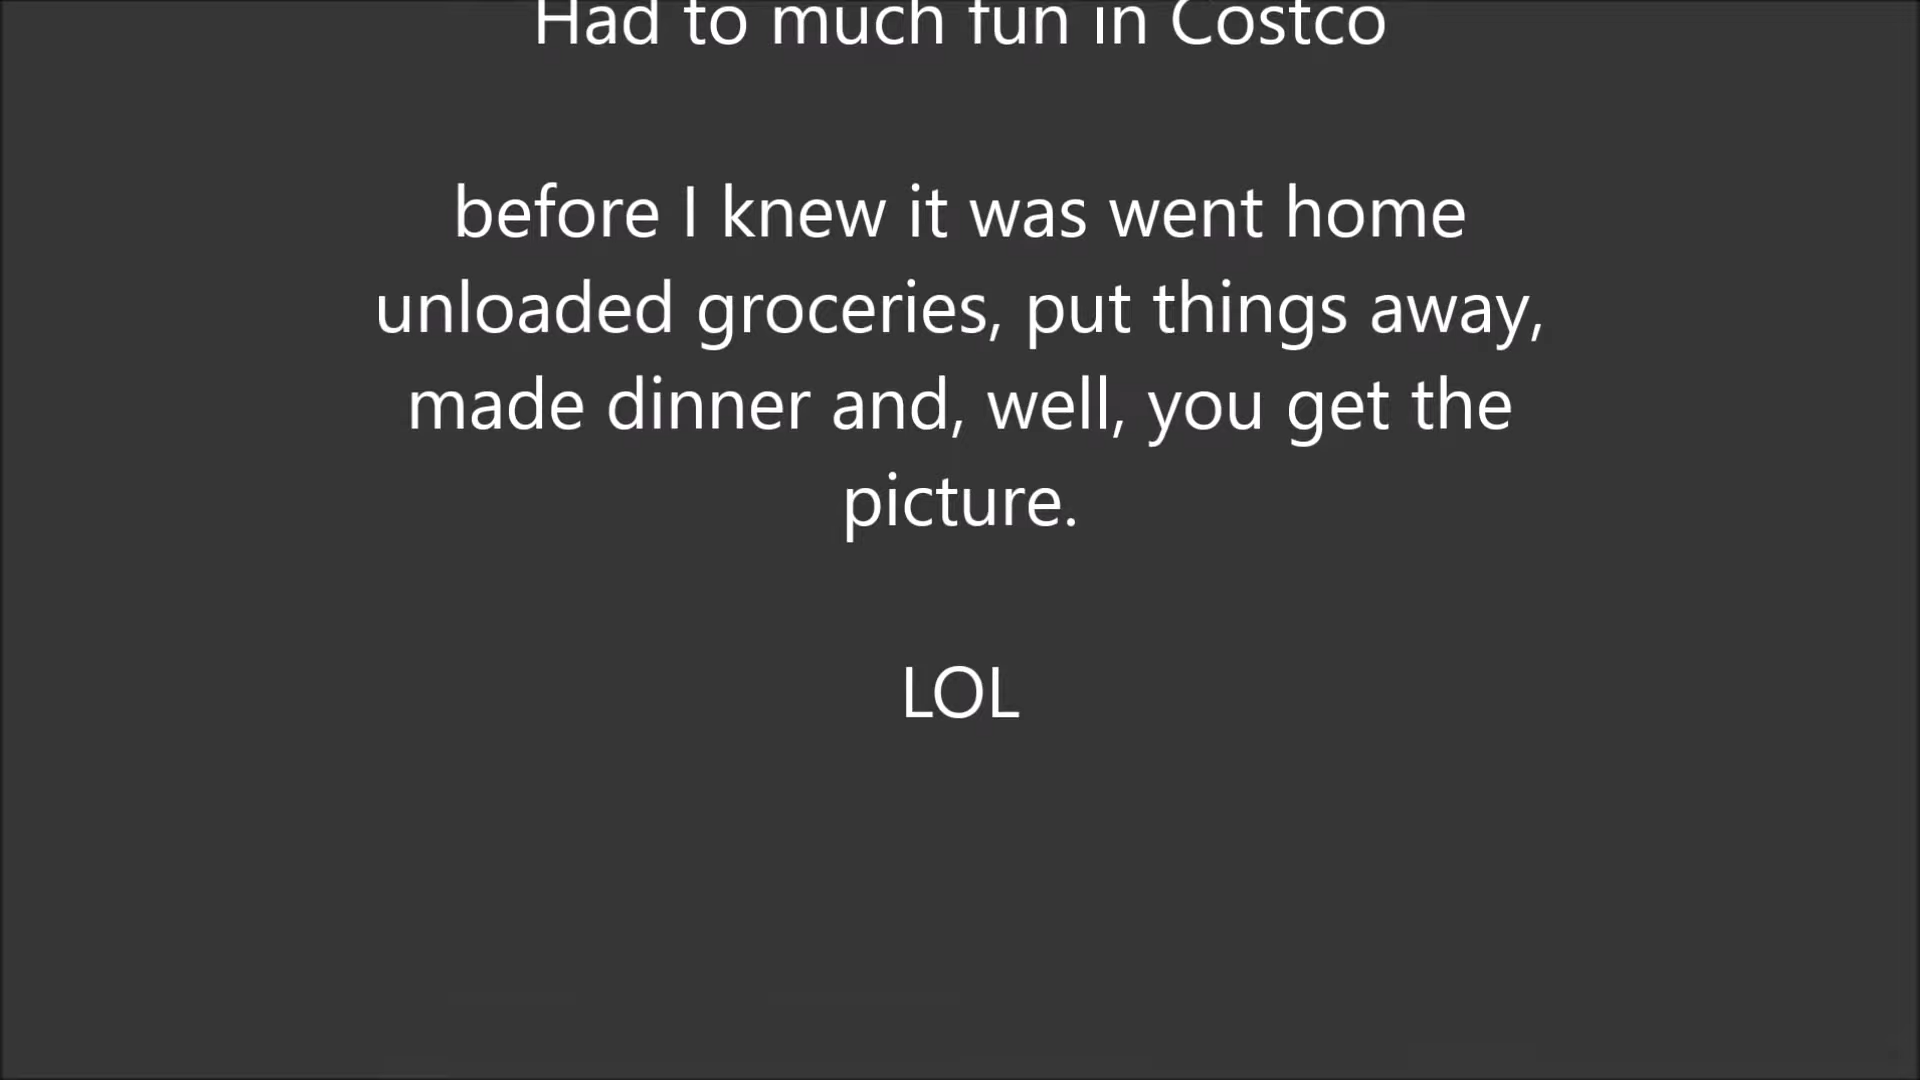 Had to much fun in Costco
before I knew it was went home
unloaded groceries, put things away,
made dinner and, well, you get the
picture.
LOL